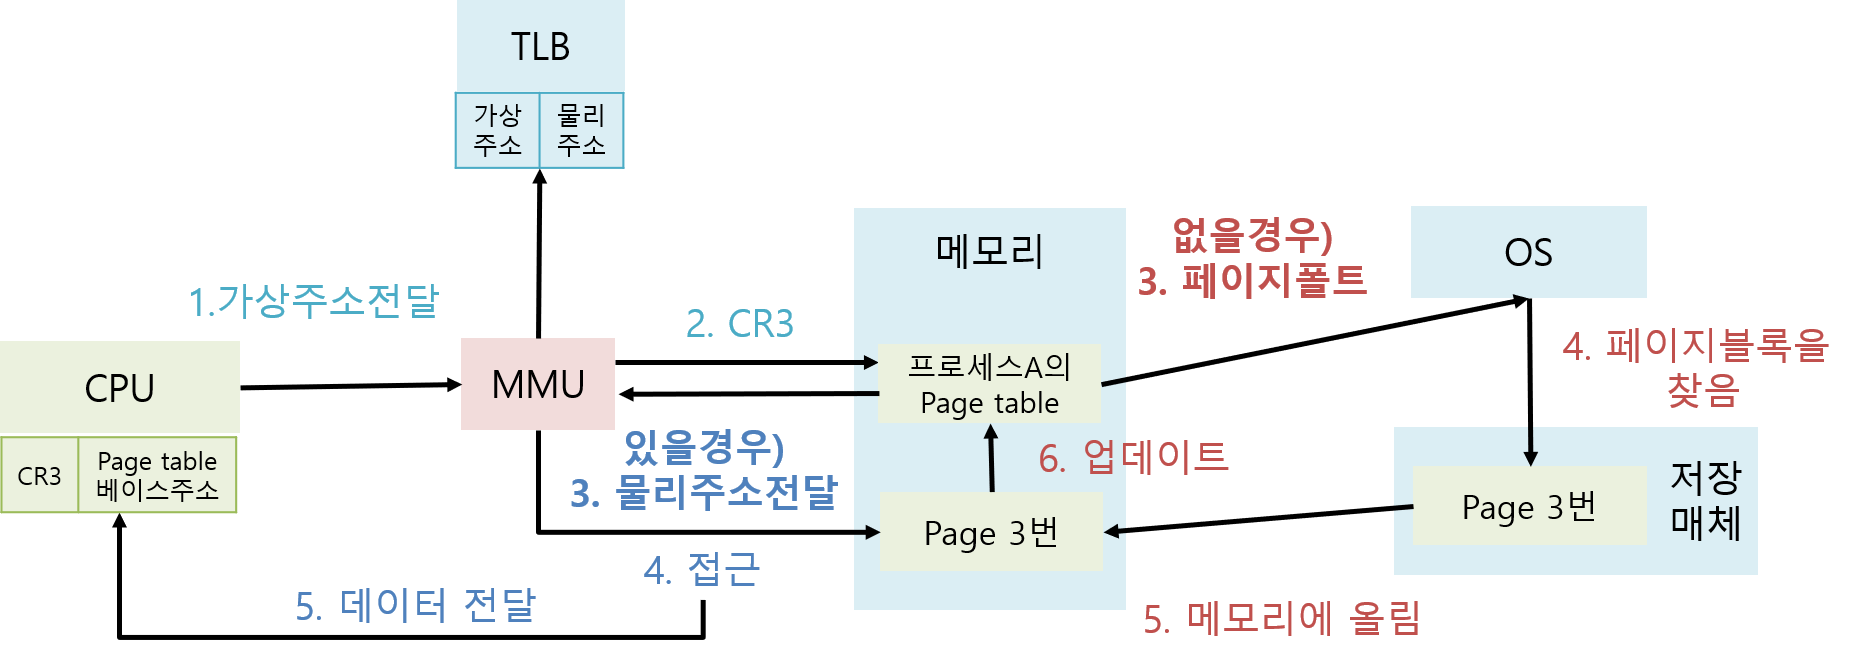 TLB
가상
주소
물리
주소
1.가상주소전달
CPU
CR3
Page table
베이스주소
MMU
2. CR3
있을경우)
3. 물리주소전달
4. 접근
5. 데이터 전달
메모리
프로세스A의
Page table
6. 업데이트
Page 3번
없을경우)
3. 페이지폴트
OS
4. 페이지블록을
찾음
저장
매체
Page 3번
5. 메모리에 올림